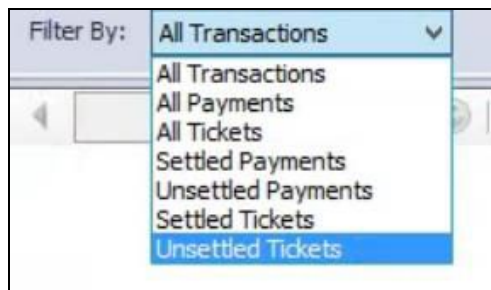 Filter By: All Transactions
All Transactions
All Payments
All Tickets
Settled Payments
Unsettled Payments
Settled Tickets
Unsettled Tickets